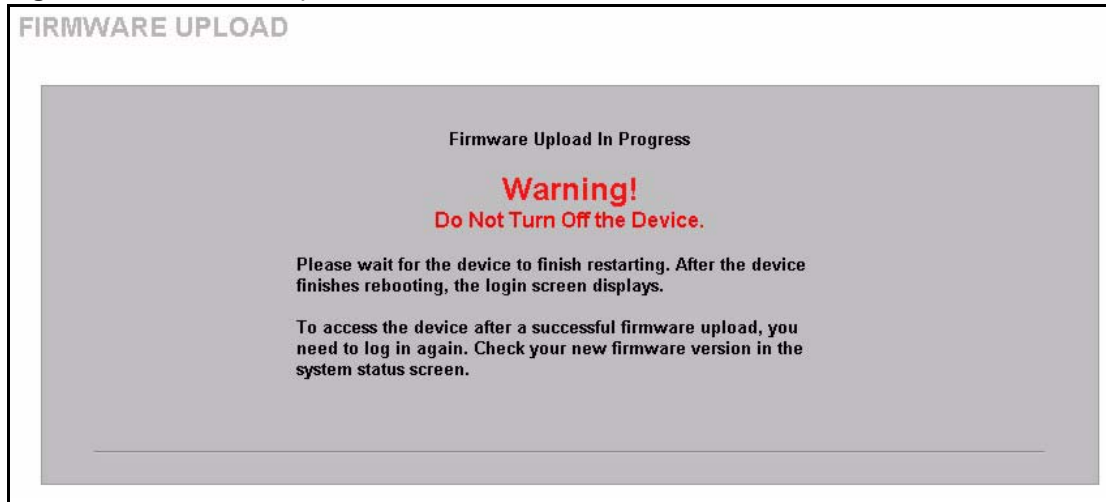 FIRMWARE UPLOAD
Firmware Upload In Progress
Warning!
Do Not Turn Off the Device.
Please wait for the device to finish restarting. After the device
finishes rebooting, the login screen displays.
To access the device after a successful firmware upload, you
need to log in again. Check your new firmware version in the
system status screen.